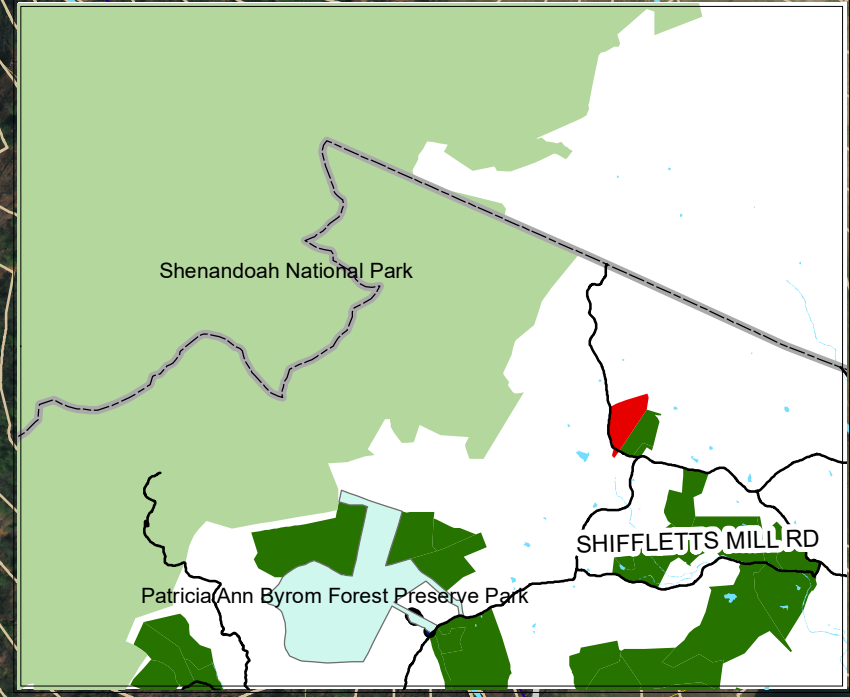 Shenandoah National Park
SHIFFLETTS MILL RD
Patricia Ann Byrom Forest Preserve Park